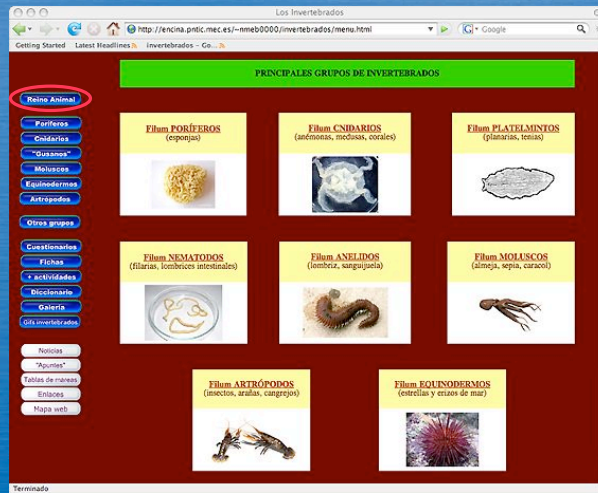 Los Invertebrados
http://encina.pntic.mec.es/~nmeb0000/invertebrados/menu.html
Google
Getting Started Latest Headlines invertebrados - Go...
PRINCIPALES GRUPOS DE INVERTEBRADOS
Reino Animal
Poríferos
Cnidarios
"Gusanos"
Moluscos
Equinodermos
Artrópodos
Otros grupos
Cuestionarios
Fichas
+ actividades
Diccionario
Galería
Gifs invertebrados
Noticias
"Apuntes"
Tablas de mareas
Enlaces
Mapa web
Filum PORÍFEROS
(esponjas)
Filum CNIDARIOS
(anémonas, medusas, corales)
Filum PLATELMINTOS
(planarias, tenias)
Filum NEMATODOS
(filarias, lombrices intestinales)
Filum ANELIDOS
(lombriz, sanguijuela)
Filum MOLUSCOS
(almeja, sepia, caracol)
Filum ARTRÓPODOS
(insectos, arañas, cangrejos)
Filum EQUINODERMOS
(estrellas y erizos de mar)
Terminado